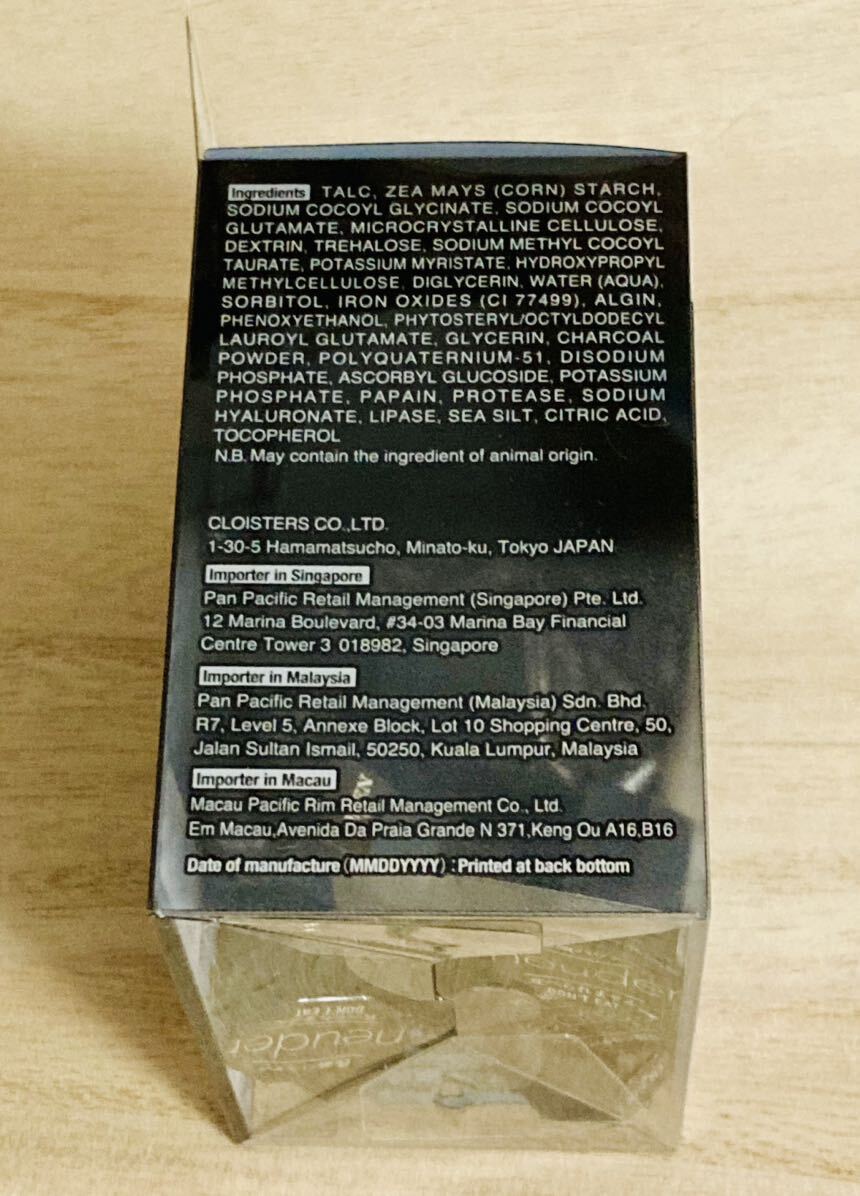 Ingredients TALC, ZEA MAYS (CORN) STARCH,
SODIUM COCOYL GLYCINATE, SODIUM COCOYL
GLUTAMATE, MICROCRYSTALLINE CELLULOSE,
DEXTRIN, TREHALOSE, SODIUM METHYL COCOYL
TAURATE, POTASSIUM MYRISTATE, HYDROXYPROPYL
METHYLCELLULOSE, DIGLYCERIN, WATER (AQUA),
SORBITOL, IRON OXIDES (CI 77499), ALGIN,
PHENOXYETHANOL, PHYTOSTERYL/OCTYLDODECYL
LAUROYL GLUTAMATE, GLYCERIN, CHARCOAL
POWDER, POLYQUATERNIUM-51, DISODIUM
PHOSPHATE, ASCORBYL GLUCOSIDE, POTASSIUM
PHOSPHATE, PAPAIN, PROTEASE, SODIUM
HYALURONATE, LIPASE, SEA SILT, CITRIC ACID,
TOCOPHEROL
N.B. May contain the ingredient of animal origin.
CLOISTERS CO.,LTD.
1-30-5 Hamamatsucho, Minato-ku, Tokyo JAPAN
Importer in Singapore
Pan Pacific Retail Management (Singapore) Pte. Ltd.
12 Marina Boulevard, #34-03 Marina Bay Financial
Centre Tower 3 018982, Singapore
Importer in Malaysia
Pan Pacific Retail Management (Malaysia) Sdn. Bhd.
R7, Level 5, Annexe Block, Lot 10 Shopping Centre, 50,
Jalan Sultan Ismail, 50250, Kuala Lumpur, Malaysia
Importer in Macau
Macau Pacific Rim Retail Management Co., Ltd.
Em Macau,Avenida Da Praia Grande N 371,Keng Ou A16,B16
Date of manufacture (MMDDYYYY) :Printed at back bottom
DON'T EAT